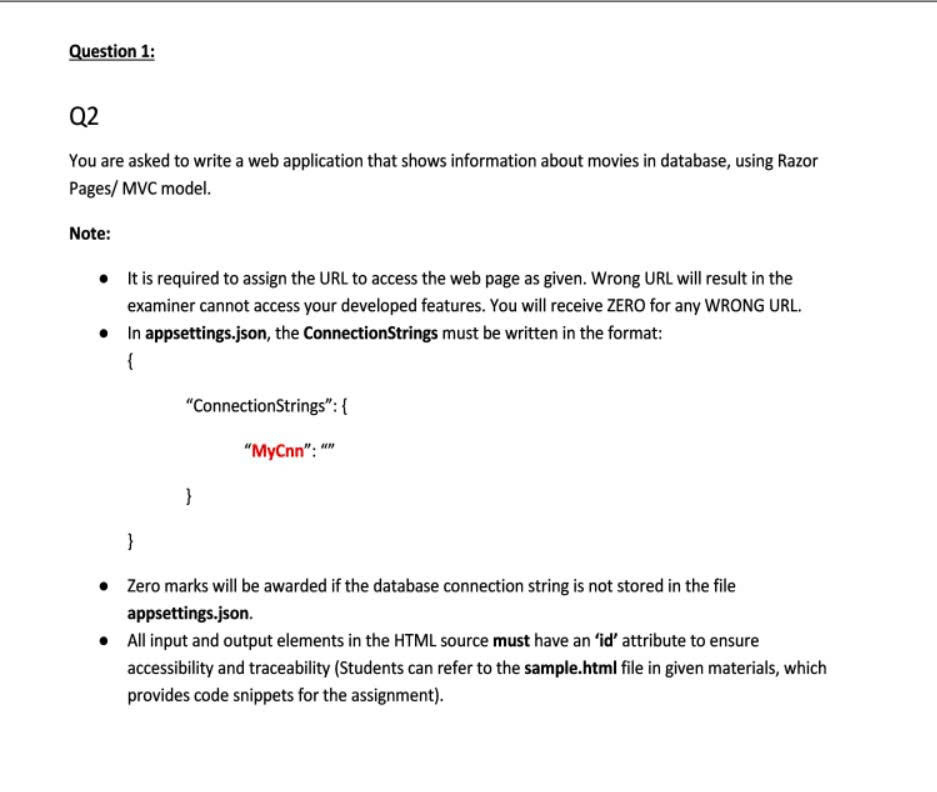 Question 1:
Q2
You are asked to write a web application that shows information about movies in database, using Razor
Pages/ MVC model.
Note:
● It is required to assign the URL to access the web page as given. Wrong URL will result in the
examiner cannot access your developed features. You will receive ZERO for any WRONG URL.
● In appsettings.json, the ConnectionStrings must be written in the format:
{
“ConnectionStrings”: {
“MyCnn”: “”
}
}
● Zero marks will be awarded if the database connection string is not stored in the file
appsettings.json.
● All input and output elements in the HTML source must have an ‘id’ attribute to ensure
accessibility and traceability (Students can refer to the sample.html file in given materials, which
provides code snippets for the assignment).